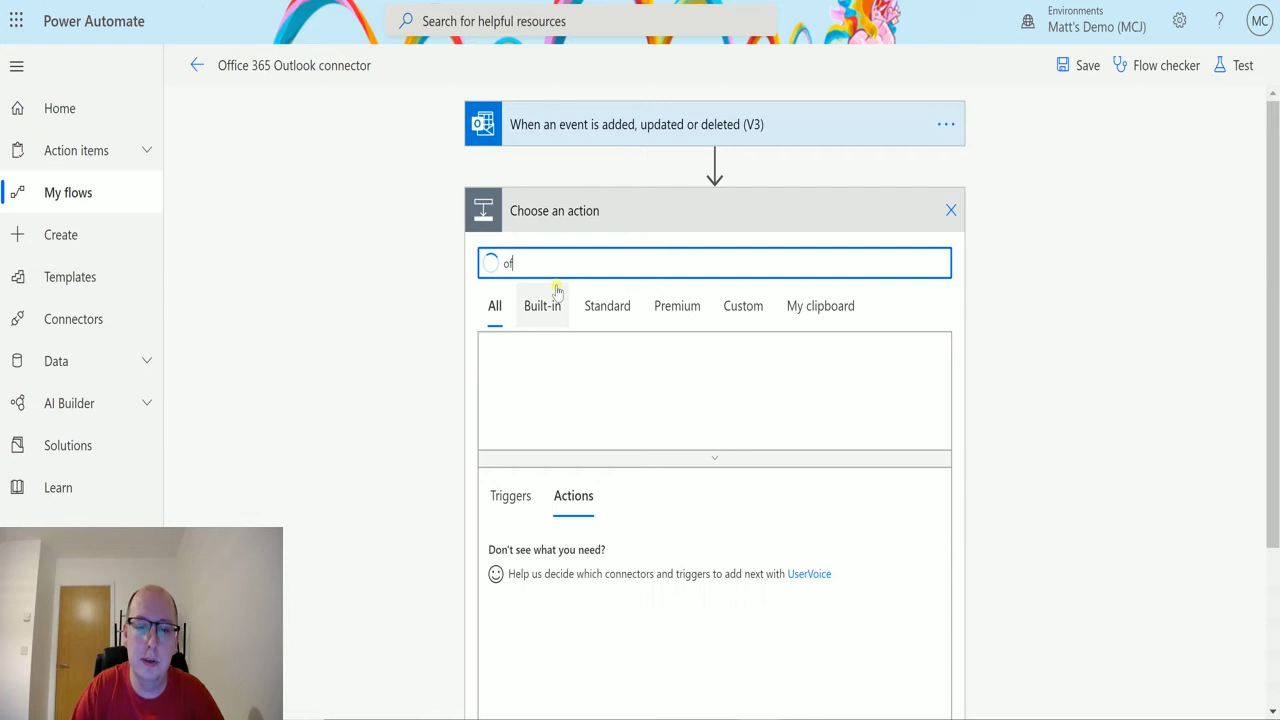 Power Automate
Search for helpful resources
Environments
Matt's Demo (MCJ)
?
MC
Office 365 Outlook connector
Save
Flow checker
Test
Home
Action items
My flows
Create
Templates
Connectors
Data
AI Builder
Solutions
Learn
When an event is added, updated or deleted (V3)
Choose an action
of
All
Built-in
Standard
Premium
Custom
My clipboard
Triggers
Actions
Don't see what you need?
Help us decide which connectors and triggers to add next with UserVoice